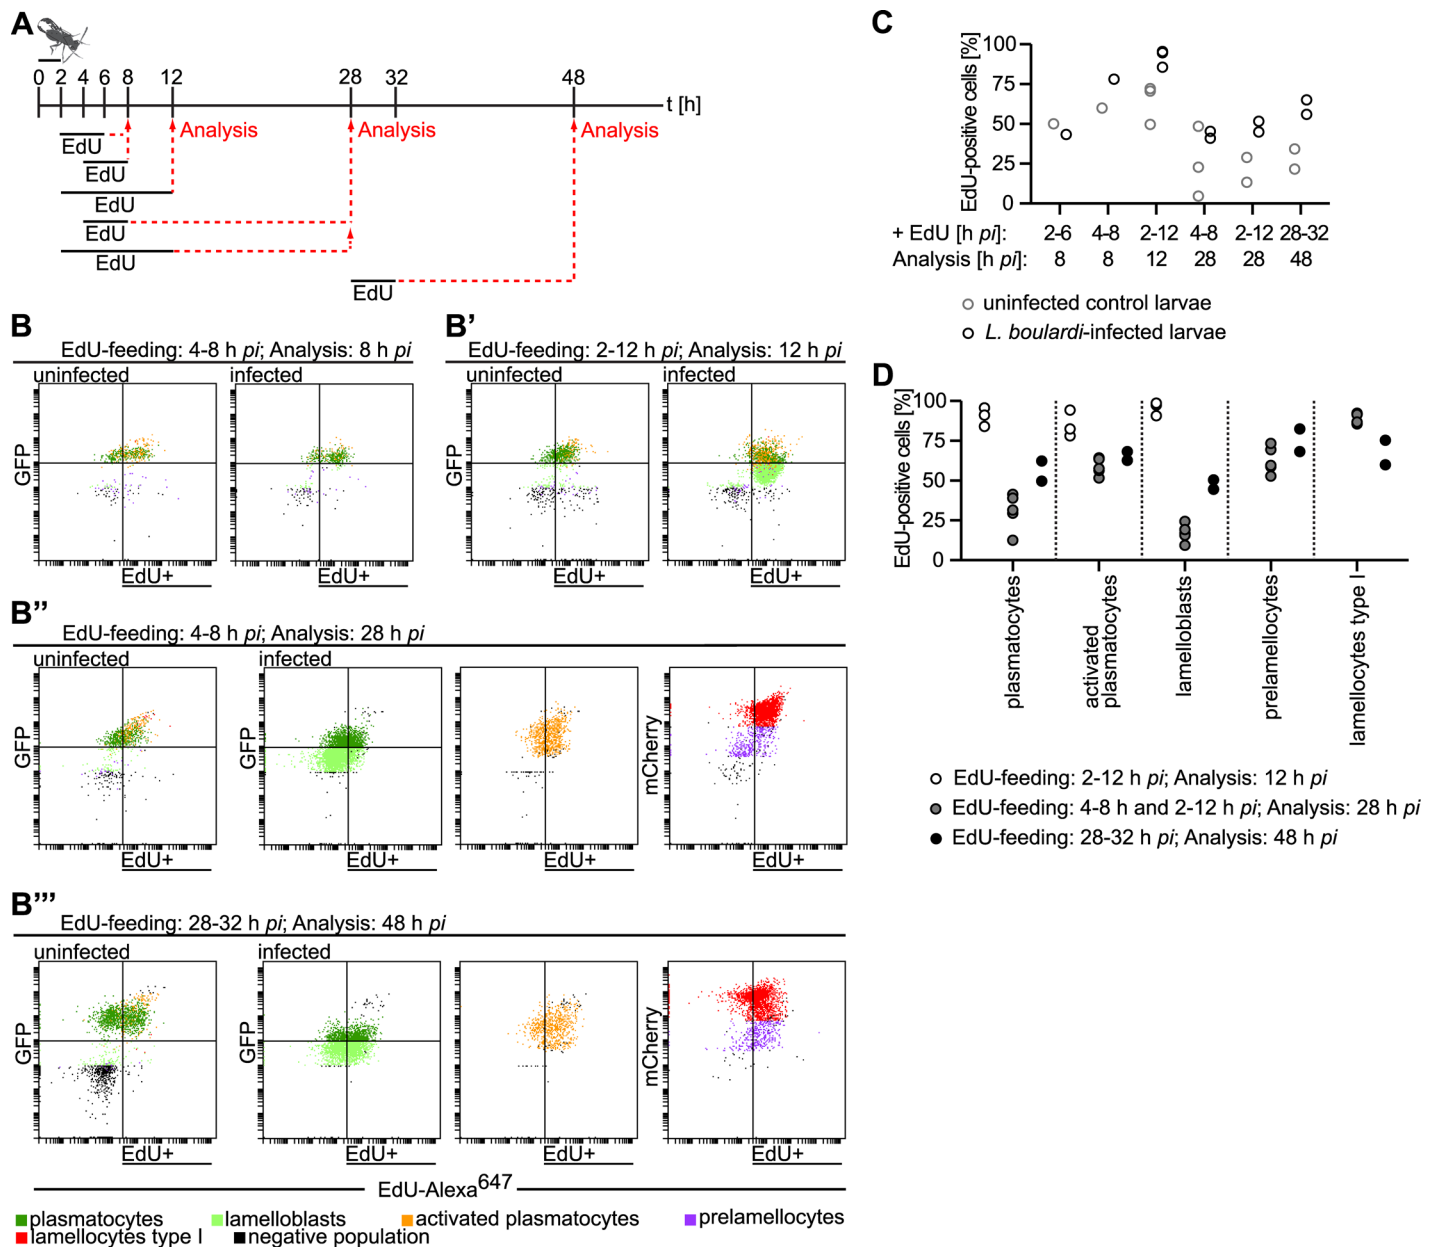 A
0 2 4 6 8 12 28 32 48
t [h]
Analysis Analysis Analysis
EdU
EdU
EdU
EdU
EdU
EdU
B
EdU-feeding: 4-8 h pi; Analysis: 8 h pi
uninfected infected
GFP
EdU+ EdU+
B’
EdU-feeding: 2-12 h pi; Analysis: 12 h pi
uninfected infected
GFP
EdU+ EdU+
B’’
EdU-feeding: 4-8 h pi; Analysis: 28 h pi
uninfected infected
GFP GFP mCherry
EdU+ EdU+ EdU+ EdU+
B’’’
EdU-feeding: 28-32 h pi; Analysis: 48 h pi
uninfected infected
GFP GFP mCherry
EdU+ EdU+ EdU+ EdU+
EdU-Alexa647
plasmatocytes lamelloblasts activated plasmatocytes prelamellocytes
lamellocytes type I negative population
C
EdU-positive cells [%]
100
75
50
25
0
+ EdU [h pi]: 2-6 4-8 2-12 4-8 2-12 28-32
Analysis [h pi]: 8 8 12 28 28 48
uninfected control larvae
L. boulardi-infected larvae
D
EdU-positive cells [%]
100
75
50
25
0
plasmatocytes
activated
plasmatocytes
lamelloblasts
prelamellocytes
lamellocytes type I
EdU-feeding: 2-12 h pi; Analysis: 12 h pi
EdU-feeding: 4-8 h and 2-12 h pi; Analysis: 28 h pi
EdU-feeding: 28-32 h pi; Analysis: 48 h pi